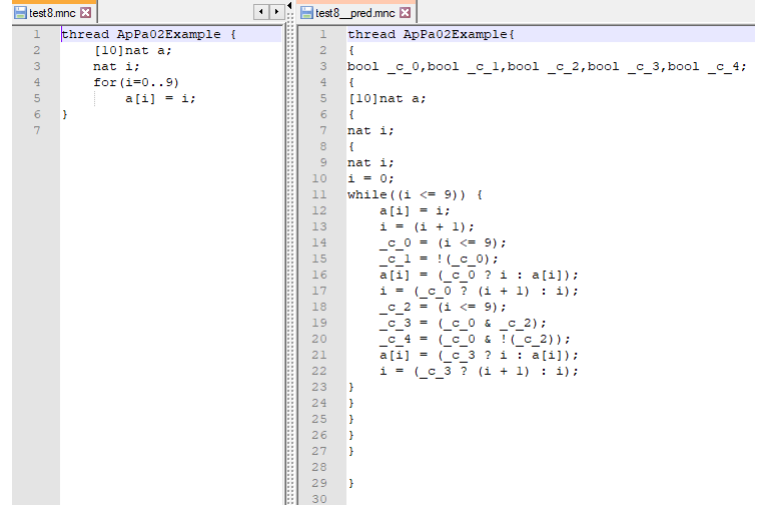 test8.mnc
1 thread ApPa02Example {
2 [10]nat a;
3 nat i;
4 for(i=0..9)
5 a[i] = i;
6 }
7
test8__pred.mnc
1 thread ApPa02Example{
2 {
3 bool _c_0,bool _c_1,bool _c_2,bool _c_3,bool _c_4;
4 {
5 [10]nat a;
6 {
7 nat i;
8 {
9 nat i;
10 i = 0;
11 while((i <= 9)) {
12 a[i] = i;
13 i = (i + 1);
14 _c_0 = (i <= 9);
15 _c_1 = !(_c_0);
16 a[i] = (_c_0 ? i : a[i]);
17 i = (_c_0 ? (i + 1) : i);
18 _c_2 = (i <= 9);
19 _c_3 = (_c_0 & _c_2);
20 _c_4 = (_c_0 & !(_c_2));
21 a[i] = (_c_3 ? i : a[i]);
22 i = (_c_3 ? (i + 1) : i);
23 }
24 }
25 }
26 }
27 }
28
29 }
30